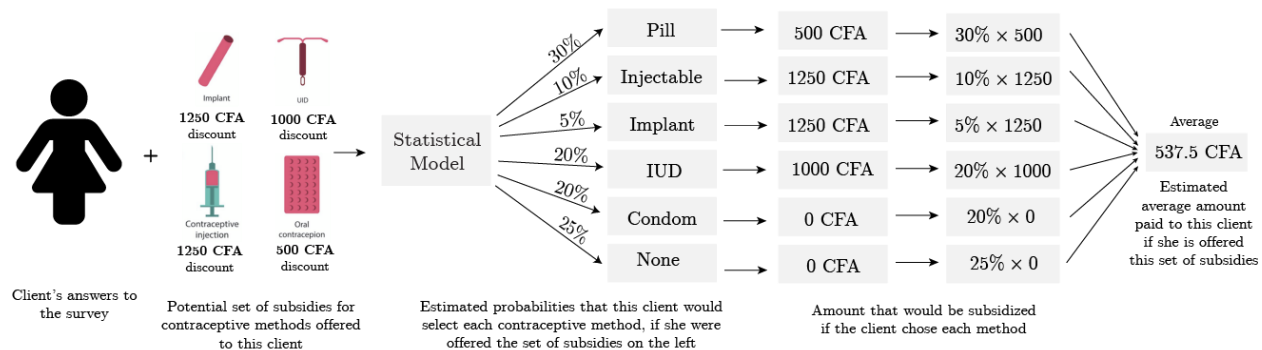 Implant
1250 CFA
discount
UID
1000 CFA
discount
Contraceptive
injection
1250 CFA
discount
Oral
contracepion
500 CFA
discount
+
Client's answers to
the survey
Potential set of subsidies for
contraceptive methods offered
to this client
Statistical
Model
30%
10%
5%
20%
20%
25%
Pill
Injectable
Implant
IUD
Condom
None
Estimated probabilities that this client would
select each contraceptive method, if she were
offered the set of subsidies on the left
500 CFA
1250 CFA
1250 CFA
1000 CFA
0 CFA
0 CFA
30% × 500
10% × 1250
5% × 1250
20% × 1000
20% × 0
25% × 0
Amount that would be subsidized
if the client chose each method
Average
537.5 CFA
Estimated
average amount
paid to this client
if she is offered
this set of subsidies